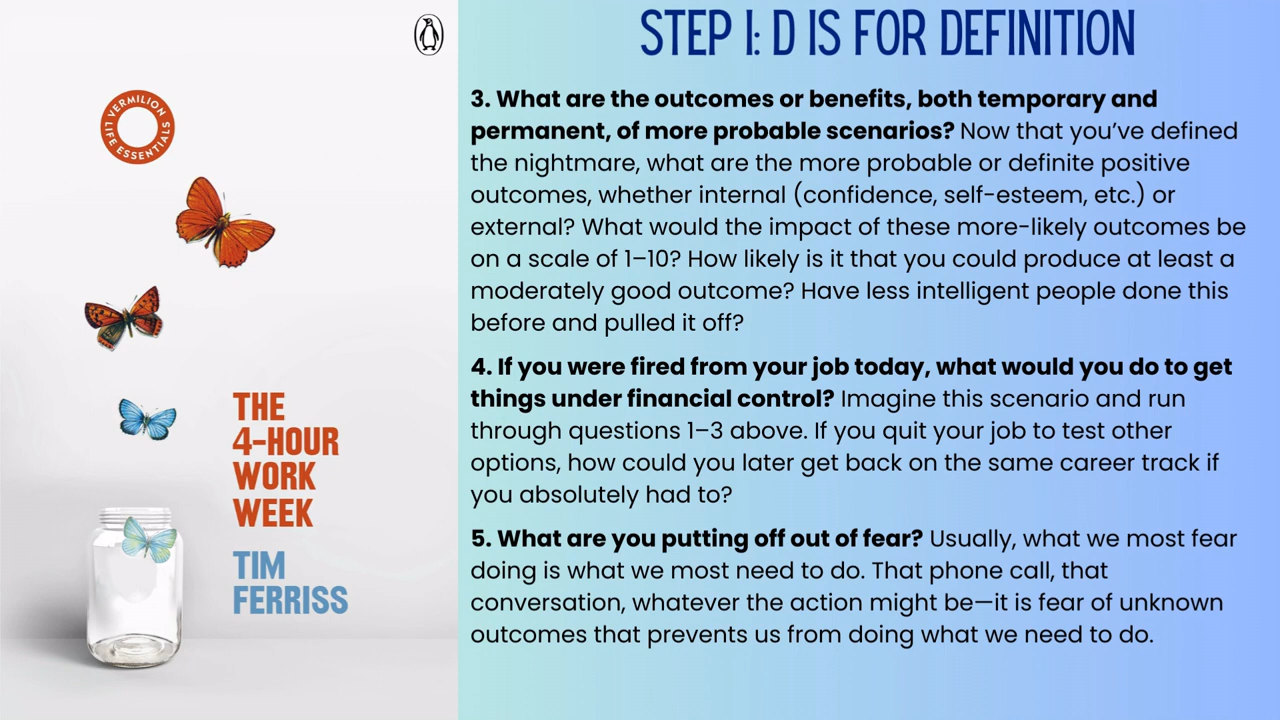 VERMILION
LIFE ESSENTIALS
THE
4-HOUR
WORK
WEEK
TIM
FERRISS
STEP 1: D IS FOR DEFINITION
3. What are the outcomes or benefits, both temporary and
permanent, of more probable scenarios? Now that you’ve defined
the nightmare, what are the more probable or definite positive
outcomes, whether internal (confidence, self-esteem, etc.) or
external? What would the impact of these more-likely outcomes be
on a scale of 1–10? How likely is it that you could produce at least a
moderately good outcome? Have less intelligent people done this
before and pulled it off?
4. If you were fired from your job today, what would you do to get
things under financial control? Imagine this scenario and run
through questions 1–3 above. If you quit your job to test other
options, how could you later get back on the same career track if
you absolutely had to?
5. What are you putting off out of fear? Usually, what we most fear
doing is what we most need to do. That phone call, that
conversation, whatever the action might be—it is fear of unknown
outcomes that prevents us from doing what we need to do.